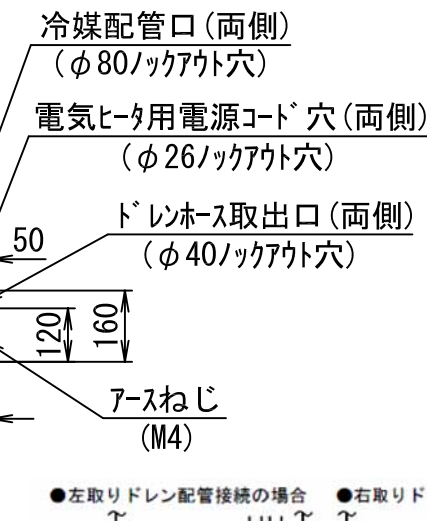 冷媒配管口(両側)
(φ80ﾉｯｸｱｳﾄ穴)
電気ﾋｰﾀ用電源ｺｰﾄﾞ穴(両側)
(φ26ﾉｯｸｱｳﾄ穴)
ﾄﾞﾚﾝﾎｰｽ取出口(両側)
(φ40ﾉｯｸｱｳﾄ穴)
50
120
160
ｱｰｽねじ
(M4)
●左取りドレン配管接続の場合 ●右取りド